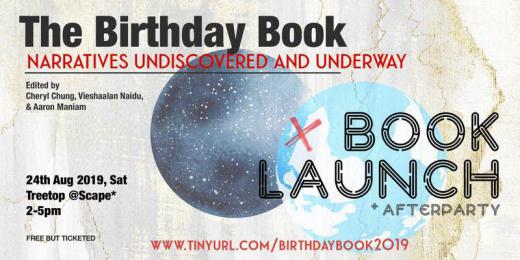 The Birthday Book
NARRATIVES UNDISCOVERED AND UNDERWAY
Edited by
Cheryl Chung, Vieshaalan Naidu,
& Aaron Maniam
X BOOK
LAUNCH
+ AFTERPARTY
24th Aug 2019, Sat
Treetop @Scape*
2-5pm
FREE BUT TICKETED
WWW.TINYURL.COM/BIRTHDAYBOOK2019